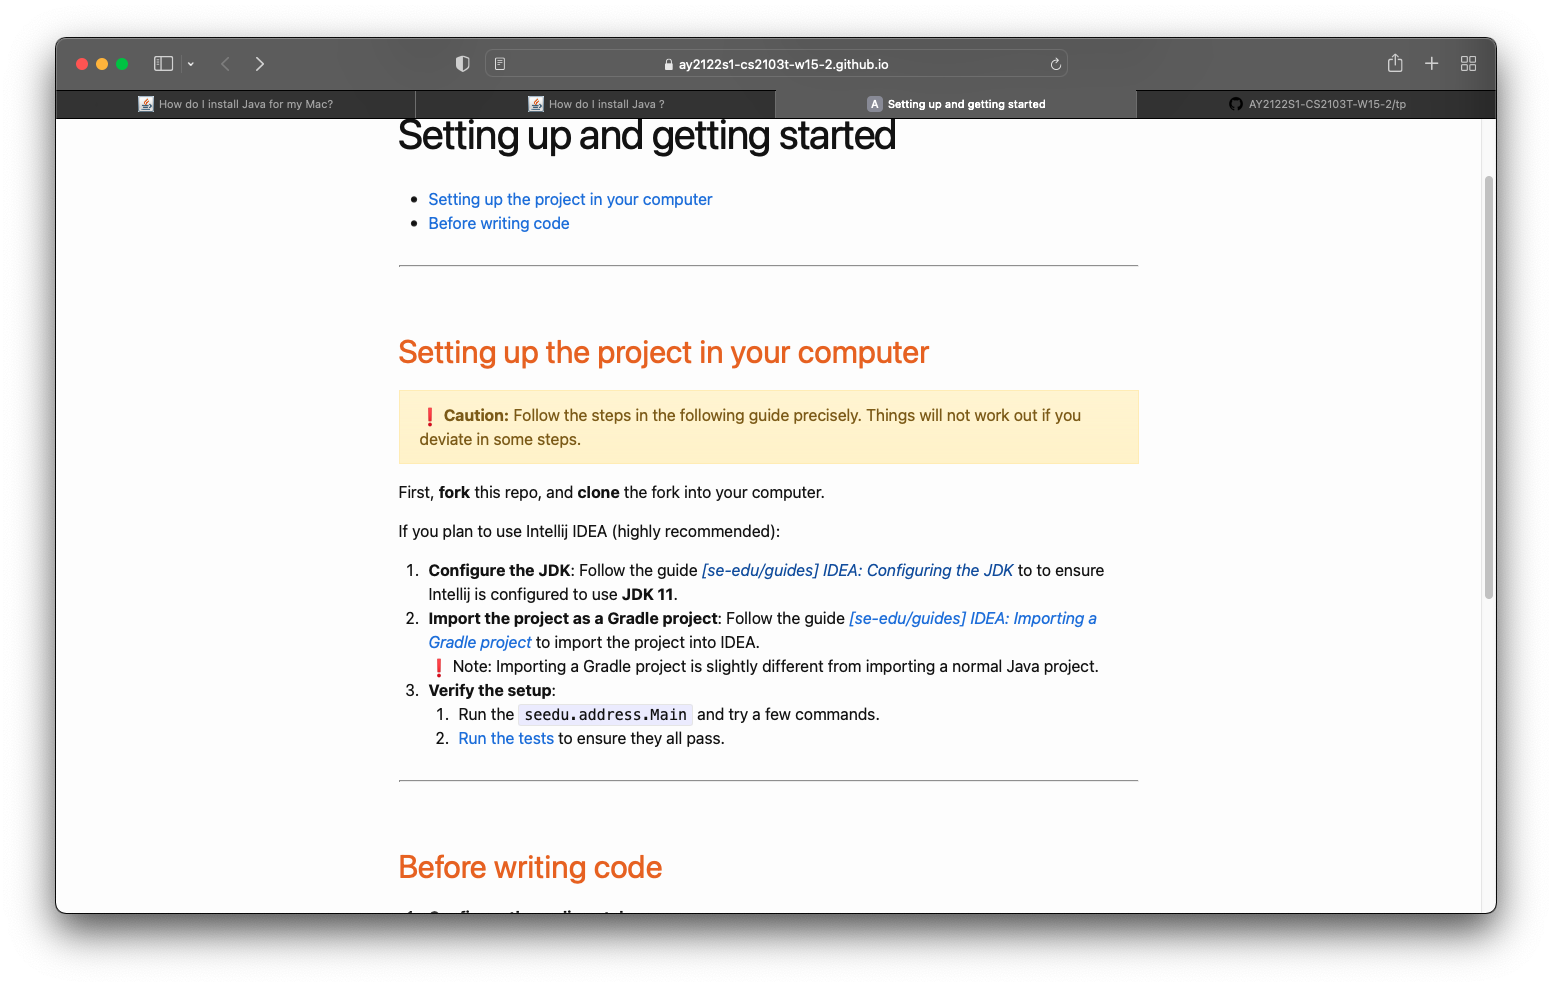 ay2122s1-cs2103t-w15-2.github.io
How do I install Java for my Mac?
How do I install Java ?
A Setting up and getting started
AY2122S1-CS2103T-W15-2/tp
Setting up and getting started
• Setting up the project in your computer
• Before writing code
Setting up the project in your computer
❗ Caution: Follow the steps in the following guide precisely. Things will not work out if you
deviate in some steps.
First, fork this repo, and clone the fork into your computer.
If you plan to use Intellij IDEA (highly recommended):
1. Configure the JDK: Follow the guide [se-edu/guides] IDEA: Configuring the JDK to to ensure
Intellij is configured to use JDK 11.
2. Import the project as a Gradle project: Follow the guide [se-edu/guides] IDEA: Importing a
Gradle project to import the project into IDEA.
❗ Note: Importing a Gradle project is slightly different from importing a normal Java project.
3. Verify the setup:
1. Run the seedu.address.Main and try a few commands.
2. Run the tests to ensure they all pass.
Before writing code